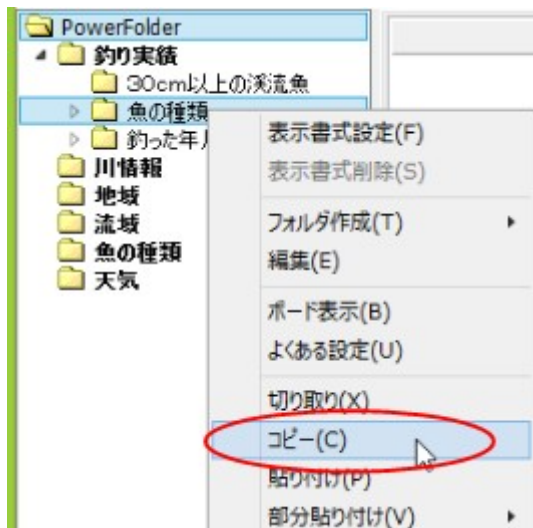 PowerFolder
釣り実績
30cm以上の渓流魚
魚の種類
釣った年月
川情報
地域
流域
魚の種類
天気
表示書式設定(F)
表示書式削除(S)
フォルダ作成(T)
編集(E)
ボード表示(B)
よくある設定(U)
切り取り(X)
コピー(C)
貼り付け(P)
部分貼り付け(V)